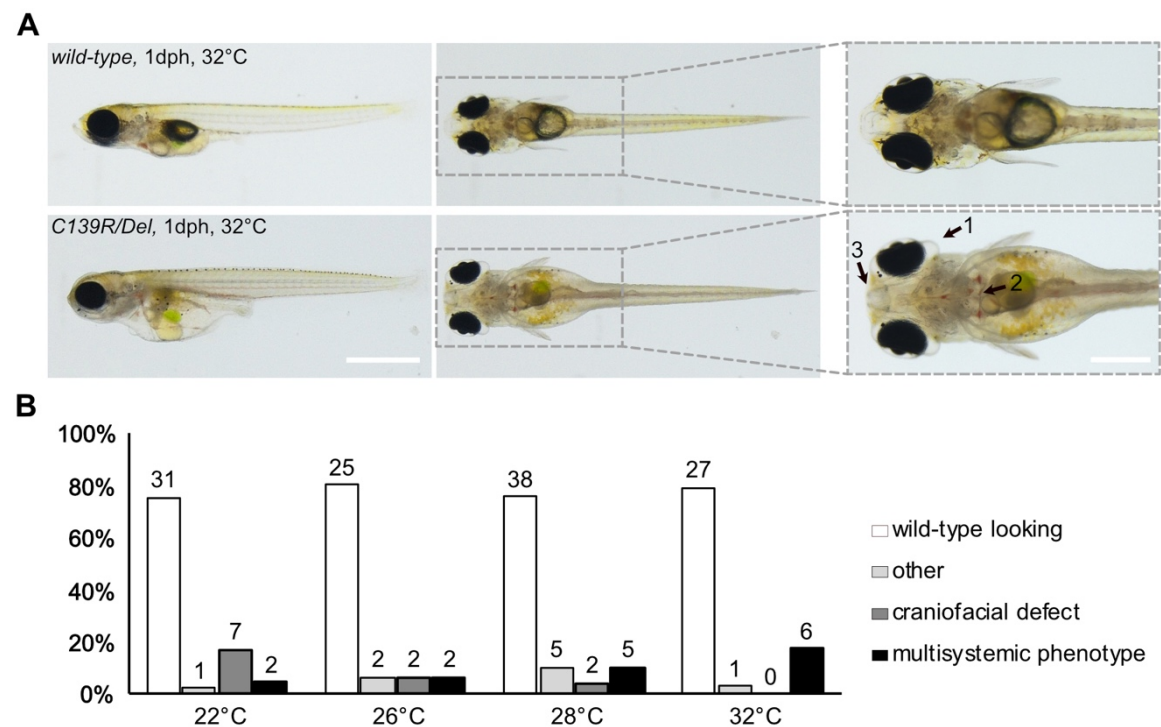 A
wild-type, 1dph, 32°C
C139R/Del, 1dph, 32°C
1
3
2
B
100%
80%
60%
40%
20%
0%
31
1
7
2
25
2
2
2
38
5
2
5
27
1
0
6
22°C
26°C
28°C
32°C
wild-type looking
other
craniofacial defect
multisystemic phenotype